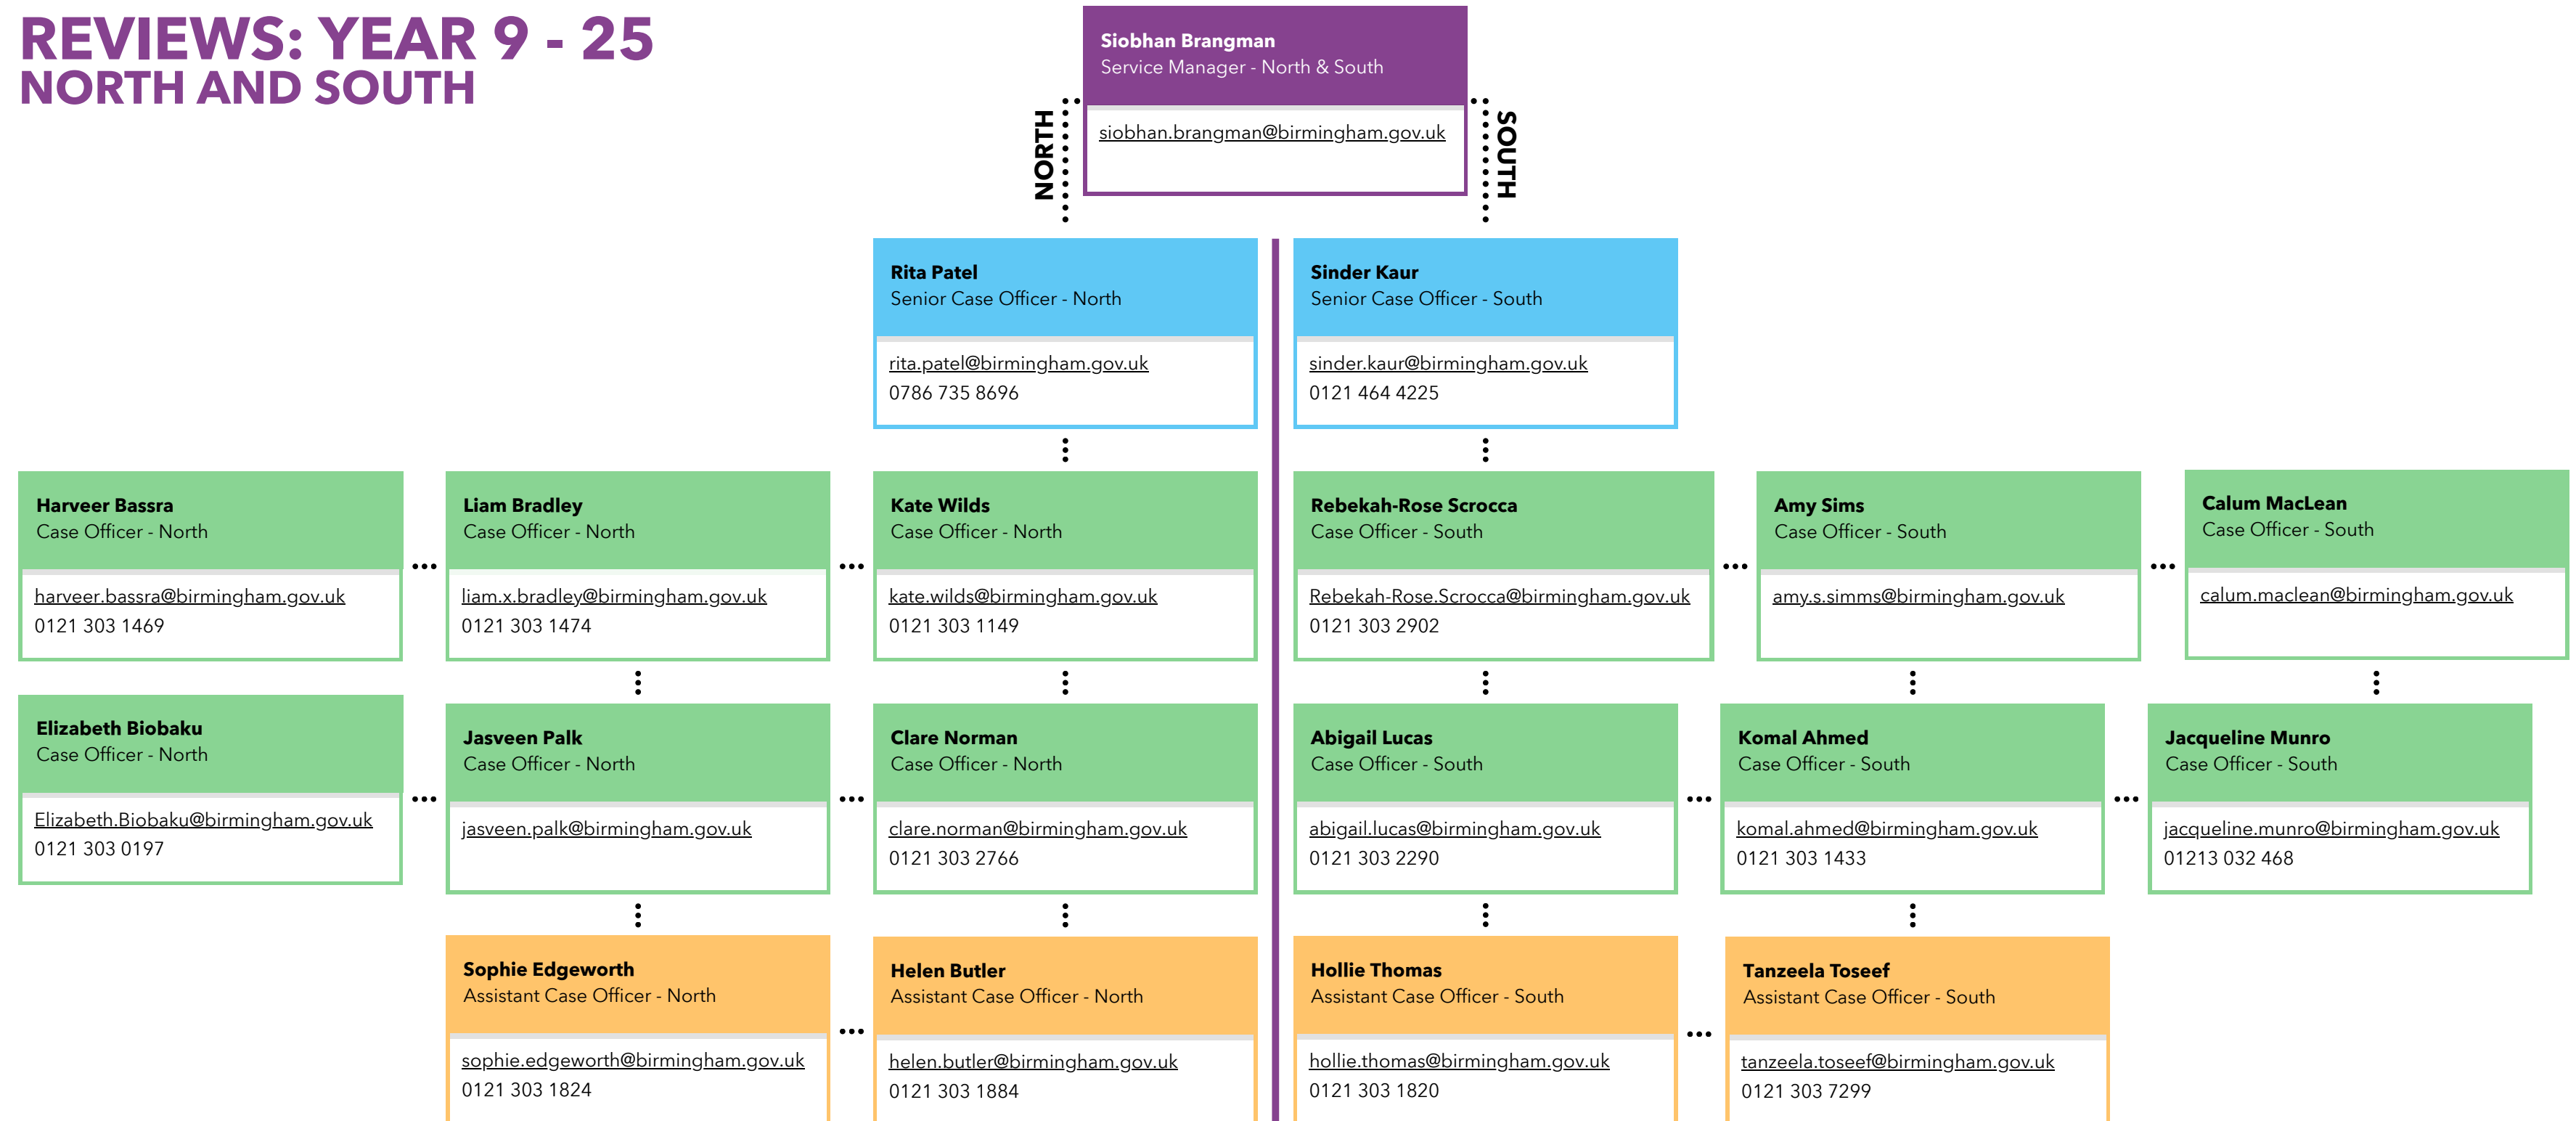 REVIEWS: YEAR 9 - 25
NORTH AND SOUTH
Siobhan Brangman
Service Manager - North & South
siobhan.brangman@birmingham.gov.uk
NORTH
SOUTH
Rita Patel
Senior Case Officer - North
rita.patel@birmingham.gov.uk
0786 735 8696
Sinder Kaur
Senior Case Officer - South
sinder.kaur@birmingham.gov.uk
0121 464 4225
Harveer Bassra
Case Officer - North
harveer.bassra@birmingham.gov.uk
0121 303 1469
Liam Bradley
Case Officer - North
liam.x.bradley@birmingham.gov.uk
0121 303 1474
Kate Wilds
Case Officer - North
kate.wilds@birmingham.gov.uk
0121 303 1149
Rebekah-Rose Scrocca
Case Officer - South
Rebekah-Rose.Scrocca@birmingham.gov.uk
0121 303 2902
Amy Sims
Case Officer - South
amy.s.simms@birmingham.gov.uk
Calum MacLean
Case Officer - South
calum.maclean@birmingham.gov.uk
Elizabeth Biobaku
Case Officer - North
Elizabeth.Biobaku@birmingham.gov.uk
0121 303 0197
Jasveen Palk
Case Officer - North
jasveen.palk@birmingham.gov.uk
Clare Norman
Case Officer - North
clare.norman@birmingham.gov.uk
0121 303 2766
Abigail Lucas
Case Officer - South
abigail.lucas@birmingham.gov.uk
0121 303 2290
Komal Ahmed
Case Officer - South
komal.ahmed@birmingham.gov.uk
0121 303 1433
Jacqueline Munro
Case Officer - South
jacqueline.munro@birmingham.gov.uk
01213 032 468
Sophie Edgeworth
Assistant Case Officer - North
sophie.edgeworth@birmingham.gov.uk
0121 303 1824
Helen Butler
Assistant Case Officer - North
helen.butler@birmingham.gov.uk
0121 303 1884
Hollie Thomas
Assistant Case Officer - South
hollie.thomas@birmingham.gov.uk
0121 303 1820
Tanzeela Toseef
Assistant Case Officer - South
tanzeela.toseef@birmingham.gov.uk
0121 303 7299